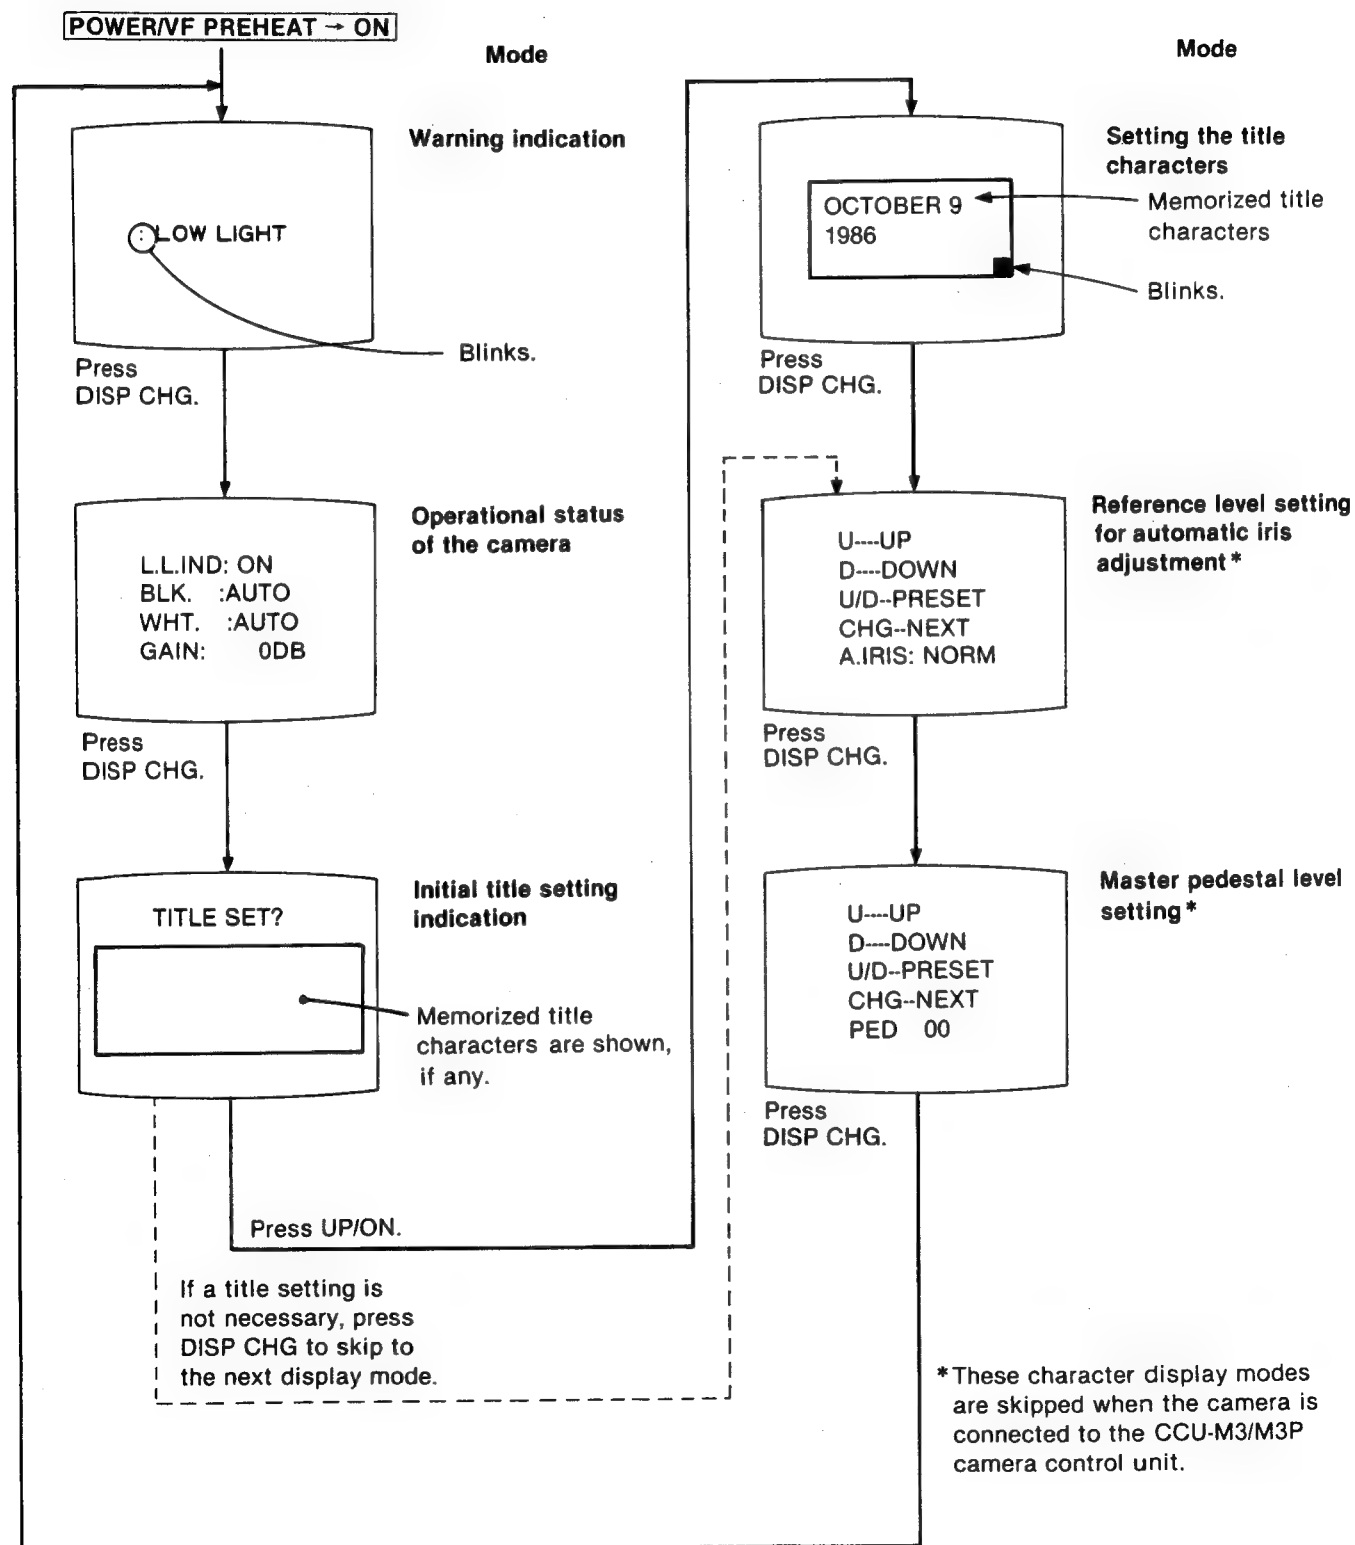 POWER/VF PREHEAT → ON
Mode
Warning indication
:LOW LIGHT
Blinks.
Press
DISP CHG.
Operational status
of the camera
L.L.IND: ON
BLK. :AUTO
WHT. :AUTO
GAIN: 0DB
Press
DISP CHG.
Initial title setting
indication
TITLE SET?
Memorized title
characters are shown,
if any.
Press UP/ON.
If a title setting is
not necessary, press
DISP CHG to skip to
the next display mode.
Mode
Setting the title
characters
OCTOBER 9
1986
Memorized title
characters
Blinks.
Press
DISP CHG.
Reference level setting
for automatic iris
adjustment*
U----UP
D----DOWN
U/D--PRESET
CHG--NEXT
A.IRIS: NORM
Press
DISP CHG.
Master pedestal level
setting*
U----UP
D----DOWN
U/D--PRESET
CHG--NEXT
PED 00
Press
DISP CHG.
*These character display modes
are skipped when the camera is
connected to the CCU-M3/M3P
camera control unit.